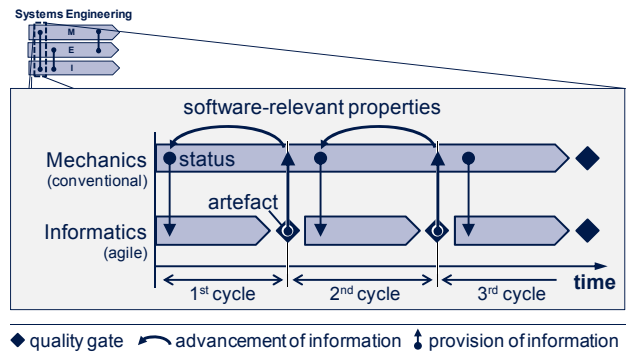 Systems Engineering
M
E
I
software-relevant properties
Mechanics
(conventional)
status
artefact
Informatics
(agile)
1st cycle
2nd cycle
3rd cycle
time
quality gate
advancement of information
provision of information